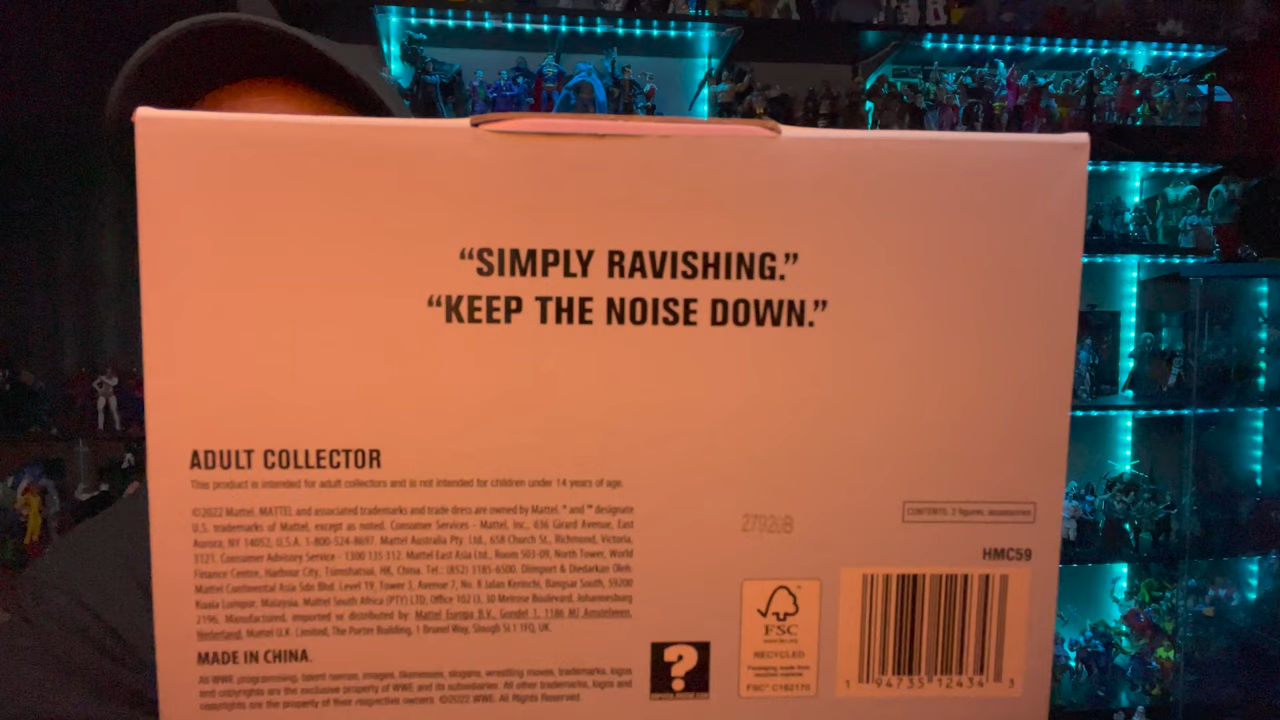 “SIMPLY RAVISHING.”
“KEEP THE NOISE DOWN.”
ADULT COLLECTOR
This product is intended for adult collectors and is not intended for children under 14 years of age.
©2022 Mattel. MATTEL and associated trademarks and trade dress are owned by Mattel. ® and ™ designate
U.S. trademarks of Mattel, except as noted. Consumer Services - Mattel, Inc., 636 Girard Avenue, East
Aurora, NY 14052, U.S.A. 1-800-524-8697. Mattel Australia Pty. Ltd., 658 Church St., Richmond, Victoria,
3121. Consumer Advisory Service - 1300 135 312. Mattel East Asia Ltd., Room 503-09, North Tower, World
Finance Centre, Harbour City, Tsimshatsui, HK, China. Tel.: (852) 3185-6500. Diimport & Diedarkan Oleh:
Mattel Continental Asia Sdn Bhd. Level 19, Tower 3, Avenue 7, No. 8 Jalan Kerinchi, Bangsar South, 59200
Kuala Lumpur, Malaysia. Mattel South Africa (PTY) LTD, Office 102 I3, 30 Melrose Boulevard, Johannesburg
2196. Manufactured, imported or distributed by: Mattel Europa B.V., Gondel 1, 1186 MJ Amstelveen,
Nederland. Mattel U.K. Limited, The Porter Building, 1 Brunel Way, Slough SL1 1FQ, UK.
MADE IN CHINA.
All WWE programming, talent names, images, likenesses, slogans, wrestling moves, trademarks, logos
and copyrights are the exclusive property of WWE and its subsidiaries. All other trademarks, logos and
copyrights are the property of their respective owners. ©2022 WWE. All Rights Reserved.
?
27920B
FSC
www.fsc.org
RECYCLED
Packaging made from
recycled material
FSC® C162170
CONTENTS: 2 figures, accessories
HMC59
1 94735 12434 3